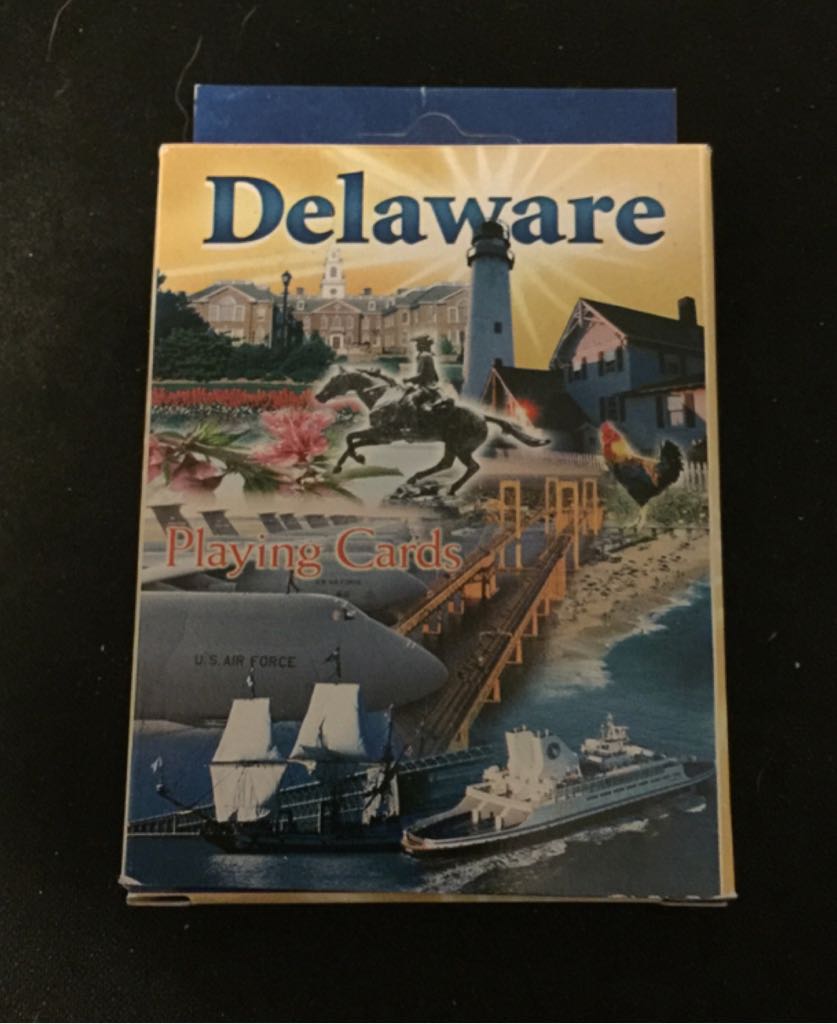 Delaware
Playing Cards
U.S. AIR FORCE